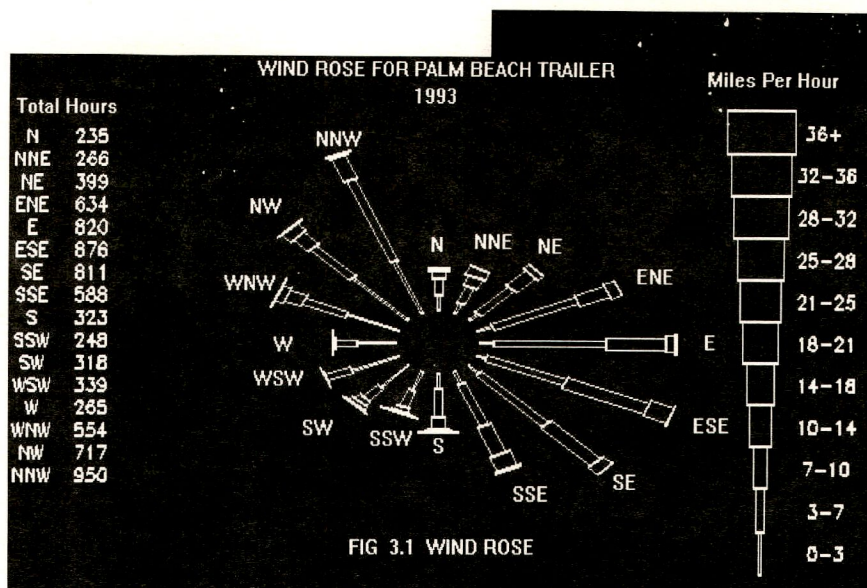 WIND ROSE FOR PALM BEACH TRAILER
1993
Total Hours
N 235
NNE 266
NE 399
ENE 634
E 820
ESE 876
SE 811
SSE 588
S 323
SSW 248
SW 318
WSW 339
W 265
WNW 554
NW 717
NNW 950
N
NNE
NE
ENE
E
ESE
SE
SSE
S
SSW
SW
WSW
W
WNW
NW
NNW
Miles Per Hour
36+
32-36
28-32
25-28
21-25
18-21
14-18
10-14
7-10
3-7
0-3
FIG 3.1 WIND ROSE